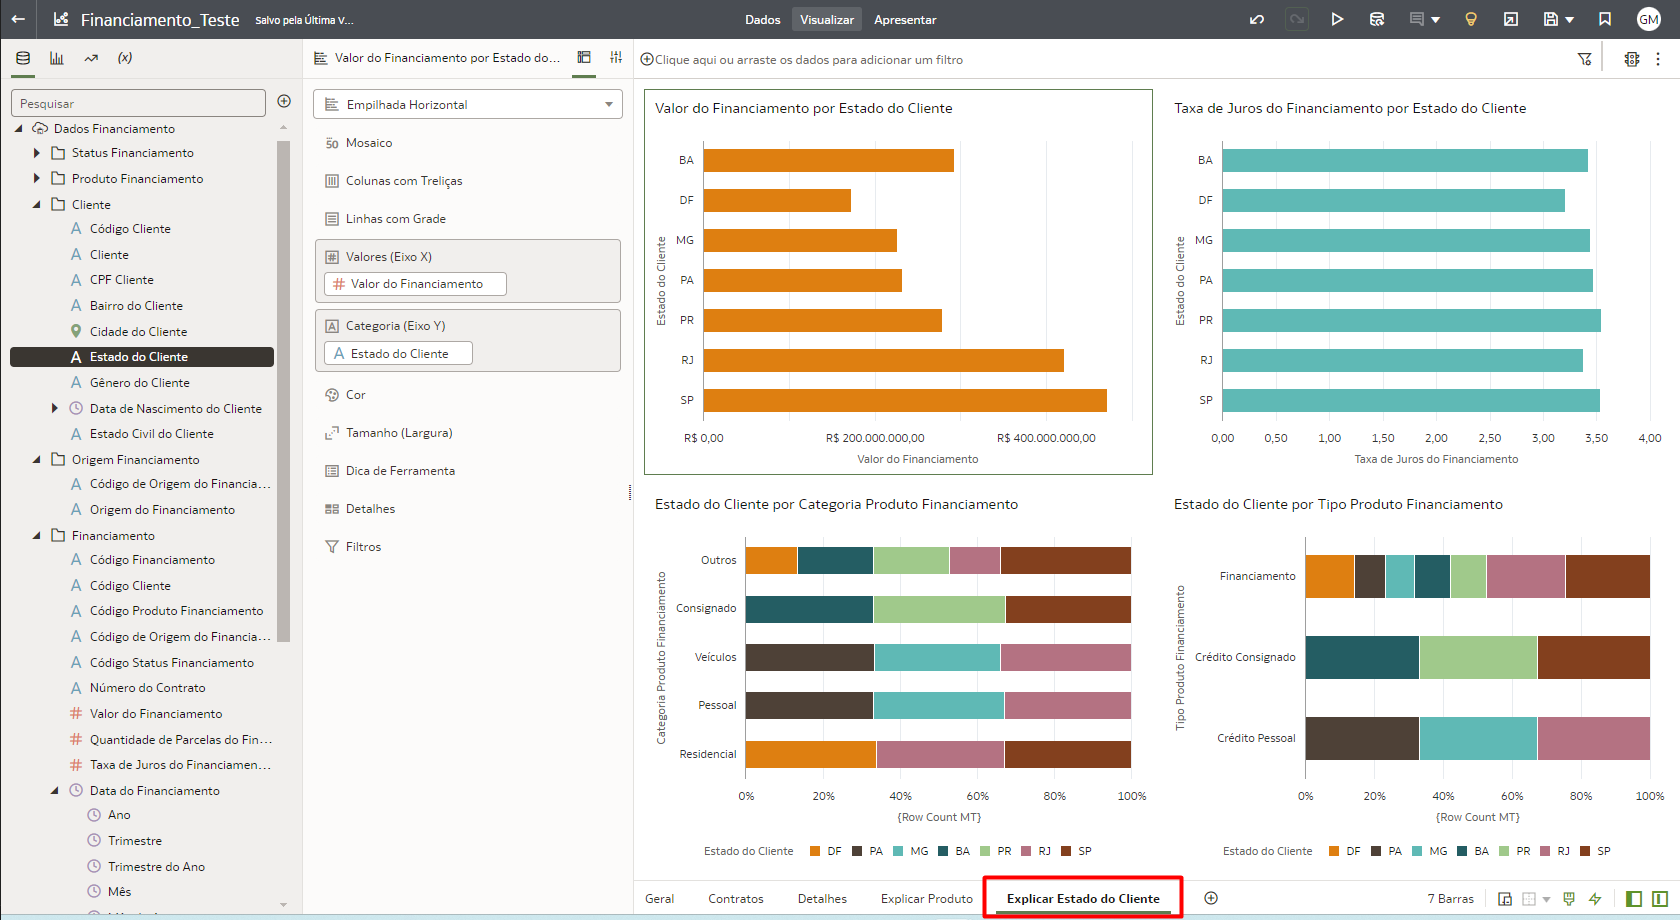 Financiamento_Teste
Salvo pela Última V...
Dados
Visualizar
Apresentar
GM
(x)
Pesquisar
Dados Financiamento
Status Financiamento
Produto Financiamento
Cliente
A Código Cliente
A Cliente
A CPF Cliente
A Bairro do Cliente
Cidade do Cliente
A Estado do Cliente
A Gênero do Cliente
Data de Nascimento do Cliente
A Estado Civil do Cliente
Origem Financiamento
A Código de Origem do Financia...
A Origem do Financiamento
Financiamento
A Código Financiamento
A Código Cliente
A Código Produto Financiamento
A Código de Origem do Financia...
A Código Status Financiamento
A Número do Contrato
# Valor do Financiamento
# Quantidade de Parcelas do Fin...
# Taxa de Juros do Financiamen...
Data do Financiamento
Ano
Trimestre
Trimestre do Ano
Mês
Valor do Financiamento por Estado do...
Empilhada Horizontal
50 Mosaico
Colunas com Treliças
Linhas com Grade
# Valores (Eixo X)
# Valor do Financiamento
A Categoria (Eixo Y)
A Estado do Cliente
Cor
Tamanho (Largura)
Dica de Ferramenta
Detalhes
Filtros
Clique aqui ou arraste os dados para adicionar um filtro
Valor do Financiamento por Estado do Cliente
Estado do Cliente
BA
DF
MG
PA
PR
RJ
SP
R$ 0,00
R$ 200.000.000,00
R$ 400.000.000,00
Valor do Financiamento
Taxa de Juros do Financiamento por Estado do Cliente
Estado do Cliente
BA
DF
MG
PA
PR
RJ
SP
0,00 0,50 1,00 1,50 2,00 2,50 3,00 3,50 4,00
Taxa de Juros do Financiamento
Estado do Cliente por Categoria Produto Financiamento
Categoria Produto Financiamento
Outros
Consignado
Veículos
Pessoal
Residencial
0% 20% 40% 60% 80% 100%
{Row Count MT}
Estado do Cliente DF PA MG BA PR RJ SP
Estado do Cliente por Tipo Produto Financiamento
Tipo Produto Financiamento
Financiamento
Crédito Consignado
Crédito Pessoal
0% 20% 40% 60% 80% 100%
{Row Count MT}
Estado do Cliente DF PA MG BA PR RJ SP
Geral
Contratos
Detalhes
Explicar Produto
Explicar Estado do Cliente
7 Barras